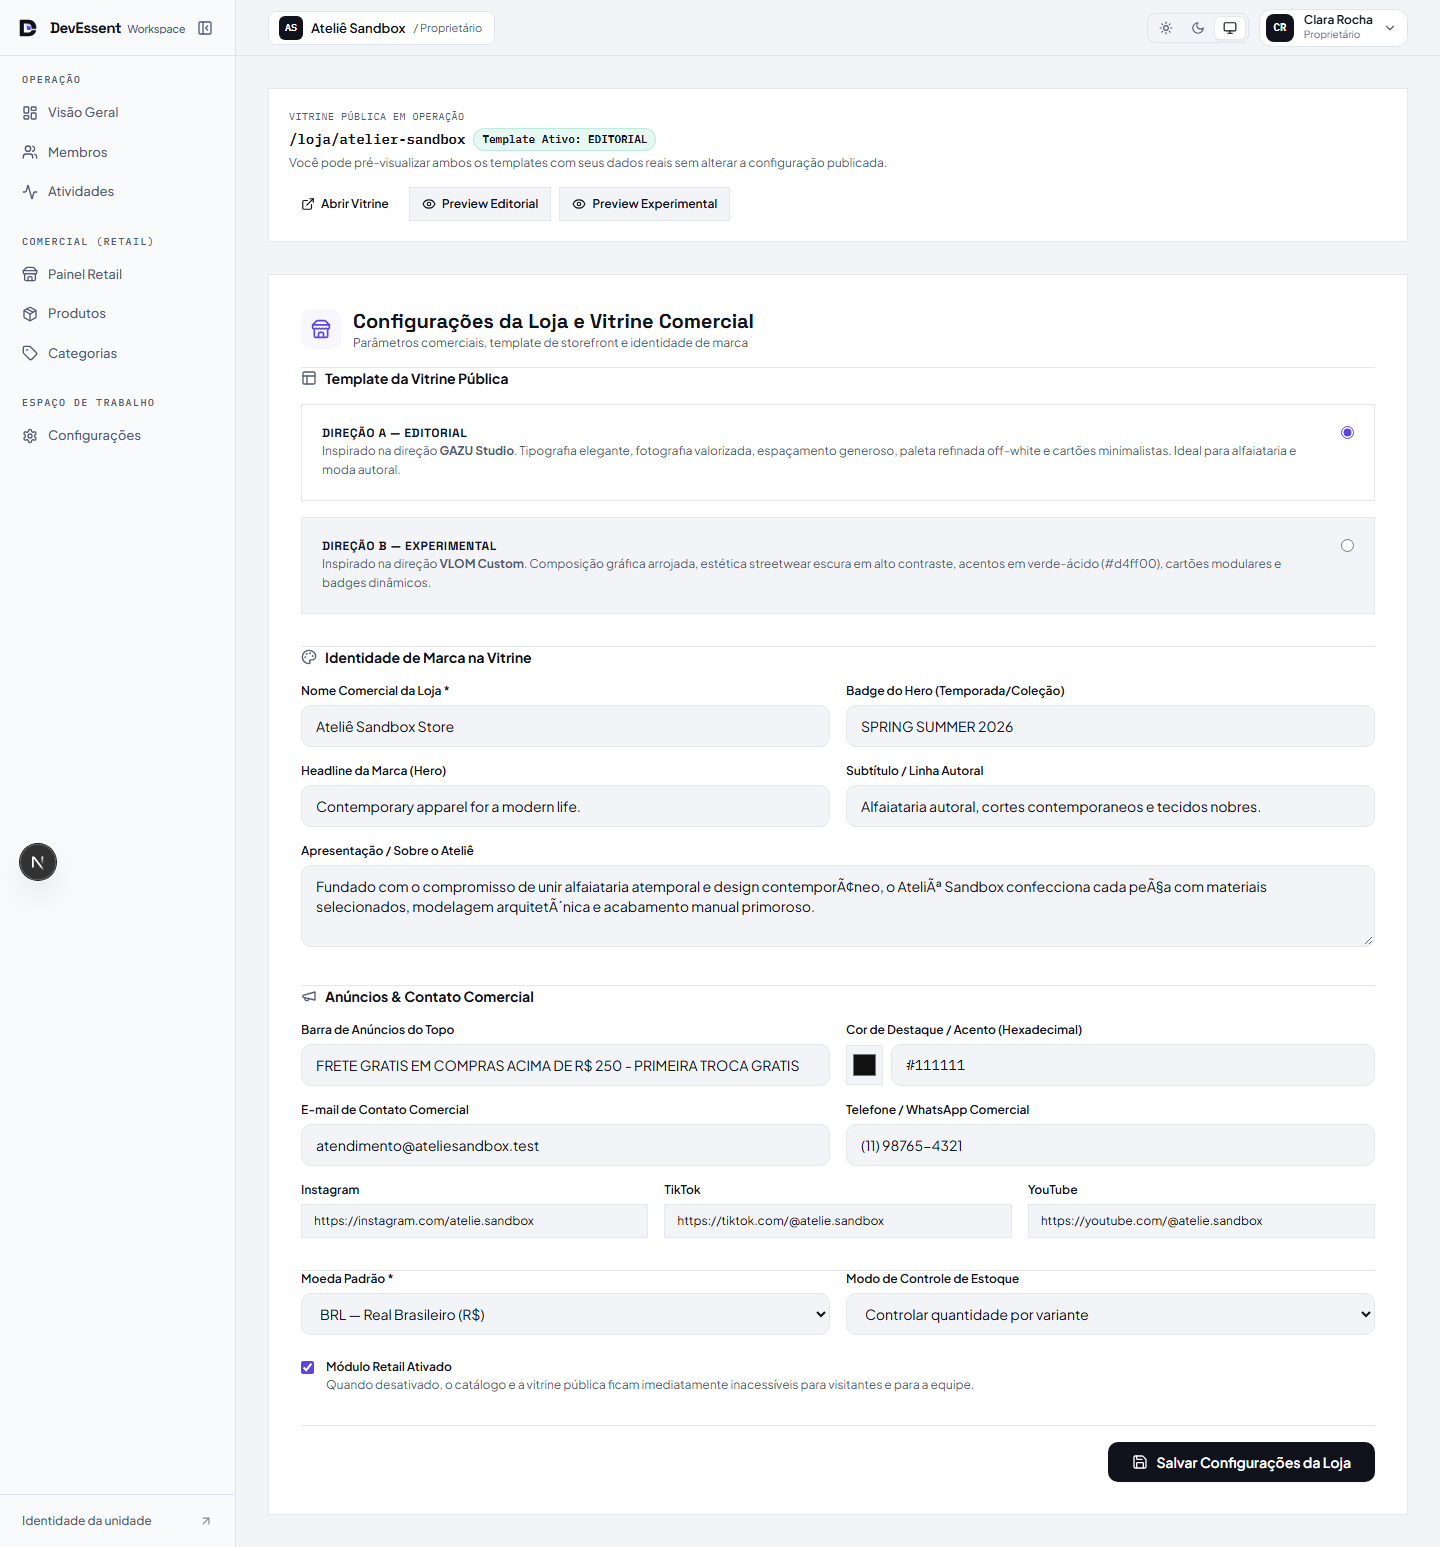 DevEssent Workspace
AS Ateliê Sandbox / Proprietário
CR Clara Rocha
Proprietário
OPERAÇÃO
Visão Geral
Membros
Atividades
COMERCIAL (RETAIL)
Painel Retail
Produtos
Categorias
ESPAÇO DE TRABALHO
Configurações
N
Identidade da unidade
VITRINE PÚBLICA EM OPERAÇÃO
/loja/atelier-sandbox Template Ativo: EDITORIAL
Você pode pré-visualizar ambos os templates com seus dados reais sem alterar a configuração publicada.
Abrir Vitrine Preview Editorial Preview Experimental
Configurações da Loja e Vitrine Comercial
Parâmetros comerciais, template de storefront e identidade de marca
Template da Vitrine Pública
DIREÇÃO A — EDITORIAL
Inspirado na direção GAZU Studio. Tipografia elegante, fotografia valorizada, espaçamento generoso, paleta refinada off-white e cartões minimalistas. Ideal para alfaiataria e
moda autoral.
DIREÇÃO B — EXPERIMENTAL
Inspirado na direção VLOM Custom. Composição gráfica arrojada, estética streetwear escura em alto contraste, acentos em verde-ácido (#d4ff00), cartões modulares e
badges dinâmicos.
Identidade de Marca na Vitrine
Nome Comercial da Loja * Badge do Hero (Temporada/Coleção)
Ateliê Sandbox Store SPRING SUMMER 2026
Headline da Marca (Hero) Subtítulo / Linha Autoral
Contemporary apparel for a modern life. Alfaiataria autoral, cortes contemporaneos e tecidos nobres.
Apresentação / Sobre o Ateliê
Fundado com o compromisso de unir alfaiataria atemporal e design contemporÃ¢neo, o AteliÃª Sandbox confecciona cada peÃ§a com materiais
selecionados, modelagem arquitetÃ´nica e acabamento manual primoroso.
Anúncios & Contato Comercial
Barra de Anúncios do Topo Cor de Destaque / Acento (Hexadecimal)
FRETE GRATIS EM COMPRAS ACIMA DE R$ 250 - PRIMEIRA TROCA GRATIS #111111
E-mail de Contato Comercial Telefone / WhatsApp Comercial
atendimento@ateliesandbox.test (11) 98765-4321
Instagram TikTok YouTube
https://instagram.com/atelie.sandbox https://tiktok.com/@atelie.sandbox https://youtube.com/@atelie.sandbox
Moeda Padrão * Modo de Controle de Estoque
BRL — Real Brasileiro (R$) Controlar quantidade por variante
Módulo Retail Ativado
Quando desativado, o catálogo e a vitrine pública ficam imediatamente inacessíveis para visitantes e para a equipe.
Salvar Configurações da Loja